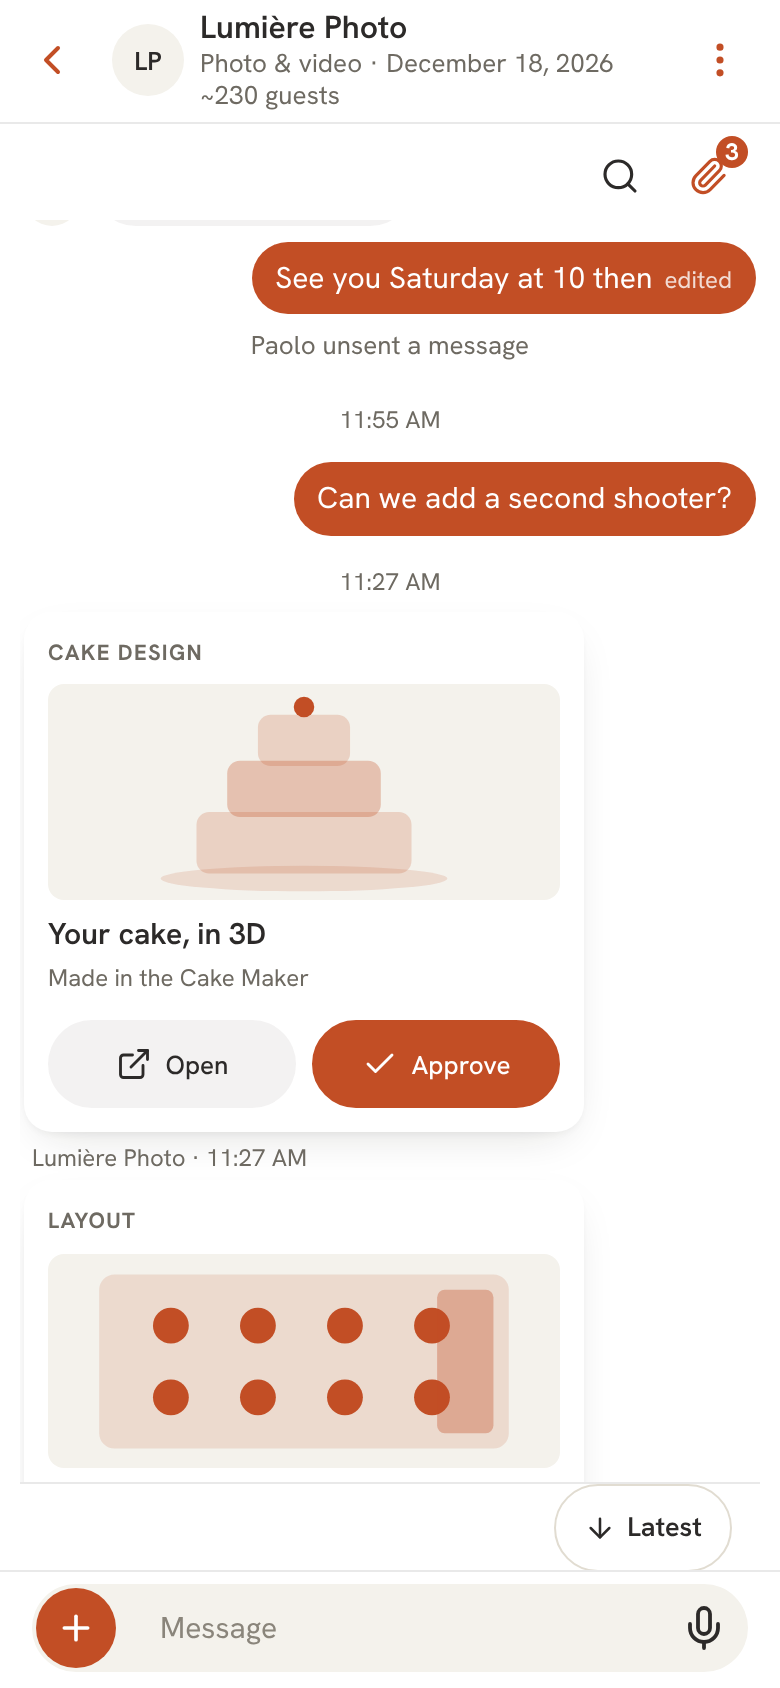 Lumière Photo
LP
Photo & video · December 18, 2026
~230 guests
3
See you Saturday at 10 then edited
Paolo unsent a message
11:55 AM
Can we add a second shooter?
11:27 AM
CAKE DESIGN
Your cake, in 3D
Made in the Cake Maker
Open
Approve
Lumière Photo · 11:27 AM
LAYOUT
Latest
Message